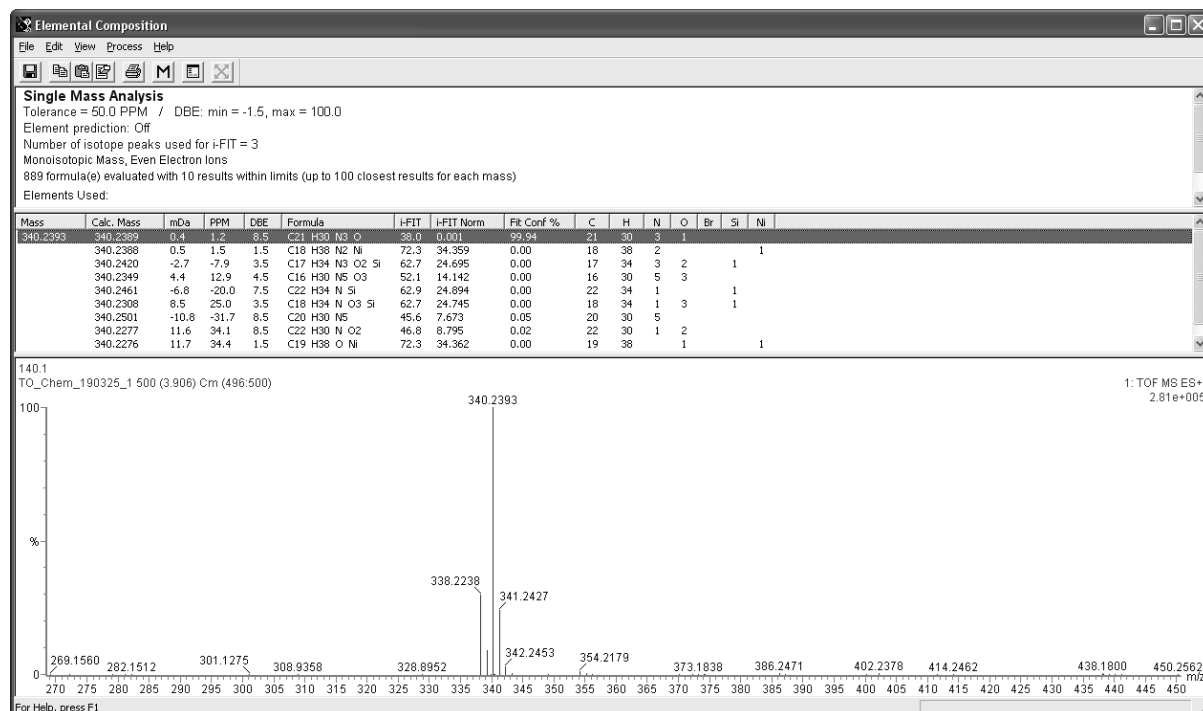 Elemental Composition
File Edit View Process Help
M
Single Mass Analysis
Tolerance = 50.0 PPM / DBE: min = -1.5, max = 100.0
Element prediction: Off
Number of isotope peaks used for i-FIT = 3
Monoisotopic Mass, Even Electron Ions
889 formula(e) evaluated with 10 results within limits (up to 100 closest results for each mass)
Elements Used:
Mass Calc. Mass mDa PPM DBE Formula i-FIT i-FIT Norm Fit Conf % C H N O Br Si Ni
340.2393 340.2389 0.4 1.2 8.5 C21 H30 N3 O 38.0 0.001 99.94 21 30 3 1
340.2388 0.5 1.5 1.5 C18 H38 N2 Ni 72.3 34.359 0.00 18 38 2 1
340.2420 -2.7 -7.9 3.5 C17 H34 N3 O2 Si 62.7 24.695 0.00 17 34 3 2 1
340.2349 4.4 12.9 4.5 C16 H30 N5 O3 52.1 14.142 0.00 16 30 5 3
340.2461 -6.8 -20.0 7.5 C22 H34 N Si 62.9 24.894 0.00 22 34 1 1
340.2308 8.5 25.0 3.5 C18 H34 N O3 Si 62.7 24.745 0.00 18 34 1 3 1
340.2501 -10.8 -31.7 8.5 C20 H30 N5 45.6 7.673 0.05 20 30 5
340.2277 11.6 34.1 8.5 C22 H30 N O2 46.8 8.795 0.02 22 30 1 2
340.2276 11.7 34.4 1.5 C19 H38 O Ni 72.3 34.362 0.00 19 38 1 1
140.1
TO_Chem_190325_1 500 (3.906) Cm (496:500)
1: TOF MS ES+
2.81e+005
100
340.2393
%
338.2238
341.2427
342.2453
269.1560
282.1512
301.1275
308.9358
328.8952
354.2179
373.1838
386.2471
402.2378
414.2462
438.1800
450.2562
0
m/z
270 275 280 285 290 295 300 305 310 315 320 325 330 335 340 345 350 355 360 365 370 375 380 385 390 395 400 405 410 415 420 425 430 435 440 445 450
For Help, press F1